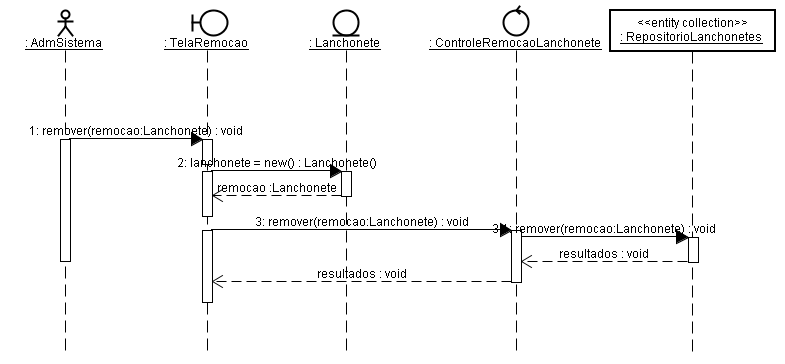 <<entity collection>>
: AdmSistema
: TelaRemocao
: Lanchonete
: ControleRemocaoLanchonete
: RepositorioLanchonetes
1: remover(remocao:Lanchonete) : void
2: lanchonete = new() : Lanchonete()
remocao :Lanchonete
3: remover(remocao:Lanchonete) : void
remover(remocao:Lanchonete) : void
resultados : void
resultados : void